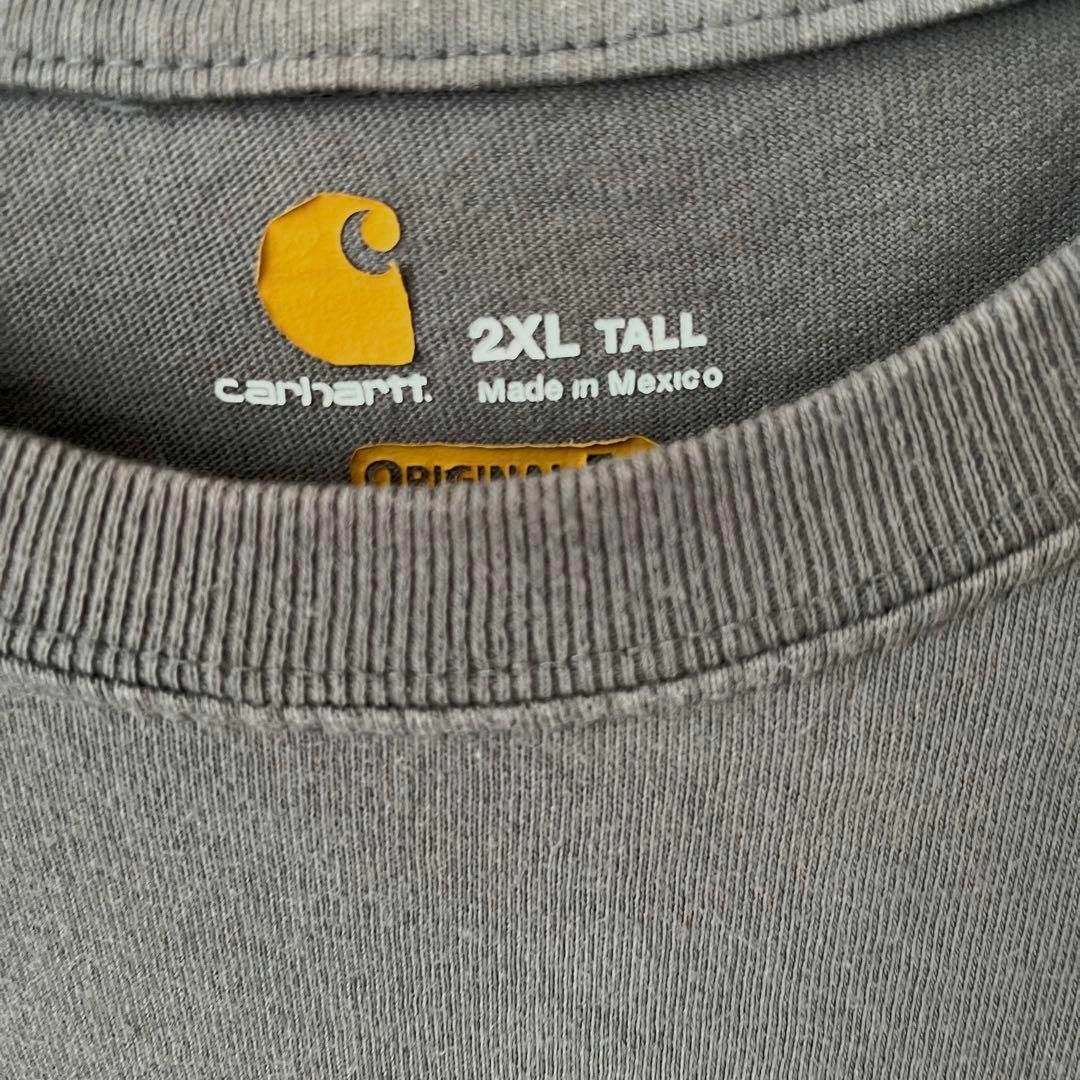 carhartt.
2XL TALL
Made in Mexico
ORIGINAL